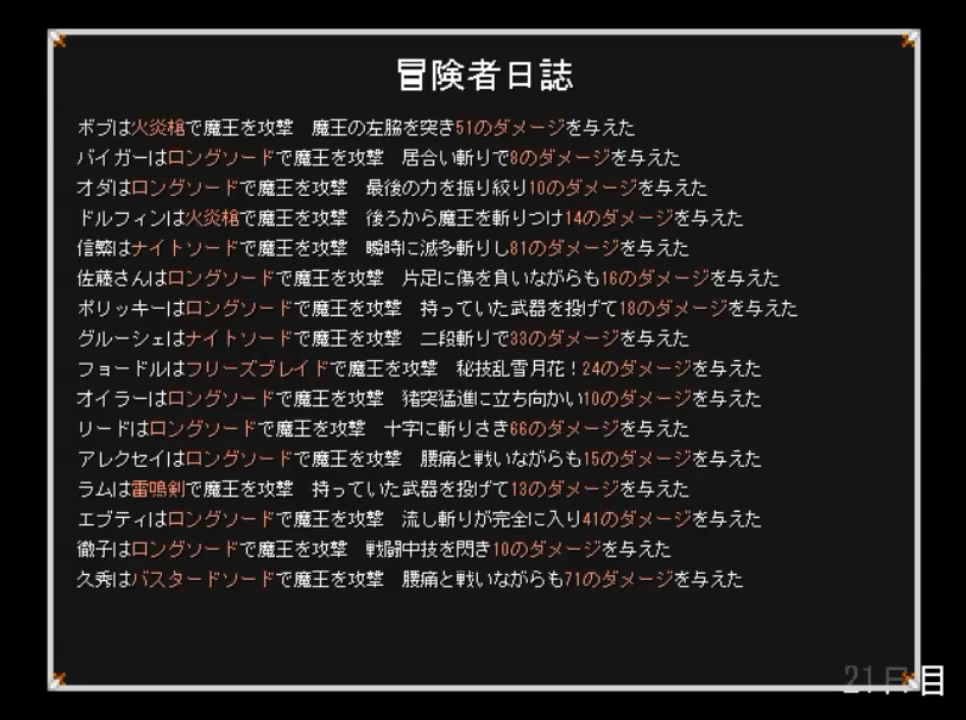 冒険者日誌
ボブは火炎槍で魔王を攻撃　魔王の左脇を突き51のダメージを与えた
バイガーはロングソードで魔王を攻撃　居合い斬りで8のダメージを与えた
オダはロングソードで魔王を攻撃　最後の力を振り絞り10のダメージを与えた
ドルフィンは火炎槍で魔王を攻撃　後ろから魔王を斬りつけ14のダメージを与えた
信繁はナイトソードで魔王を攻撃　瞬時に滅多斬りし81のダメージを与えた
佐藤さんはロングソードで魔王を攻撃　片足に傷を負いながらも16のダメージを与えた
ポリッキーはロングソードで魔王を攻撃　持っていた武器を投げて18のダメージを与えた
グルーシェはナイトソードで魔王を攻撃　二段斬りで33のダメージを与えた
フョードルはフリーズブレイドで魔王を攻撃　秘技乱雪月花！24のダメージを与えた
オイラーはロングソードで魔王を攻撃　猪突猛進に立ち向かい10のダメージを与えた
リードはロングソードで魔王を攻撃　十字に斬りさき66のダメージを与えた
アレクセイはロングソードで魔王を攻撃　腰痛と戦いながらも15のダメージを与えた
ラムは雷鳴剣で魔王を攻撃　持っていた武器を投げて13のダメージを与えた
エブティはロングソードで魔王を攻撃　流し斬りが完全に入り41のダメージを与えた
徹子はロングソードで魔王を攻撃　戦闘中技を閃き10のダメージを与えた
久秀はバスタードソードで魔王を攻撃　腰痛と戦いながらも71のダメージを与えた
21日目